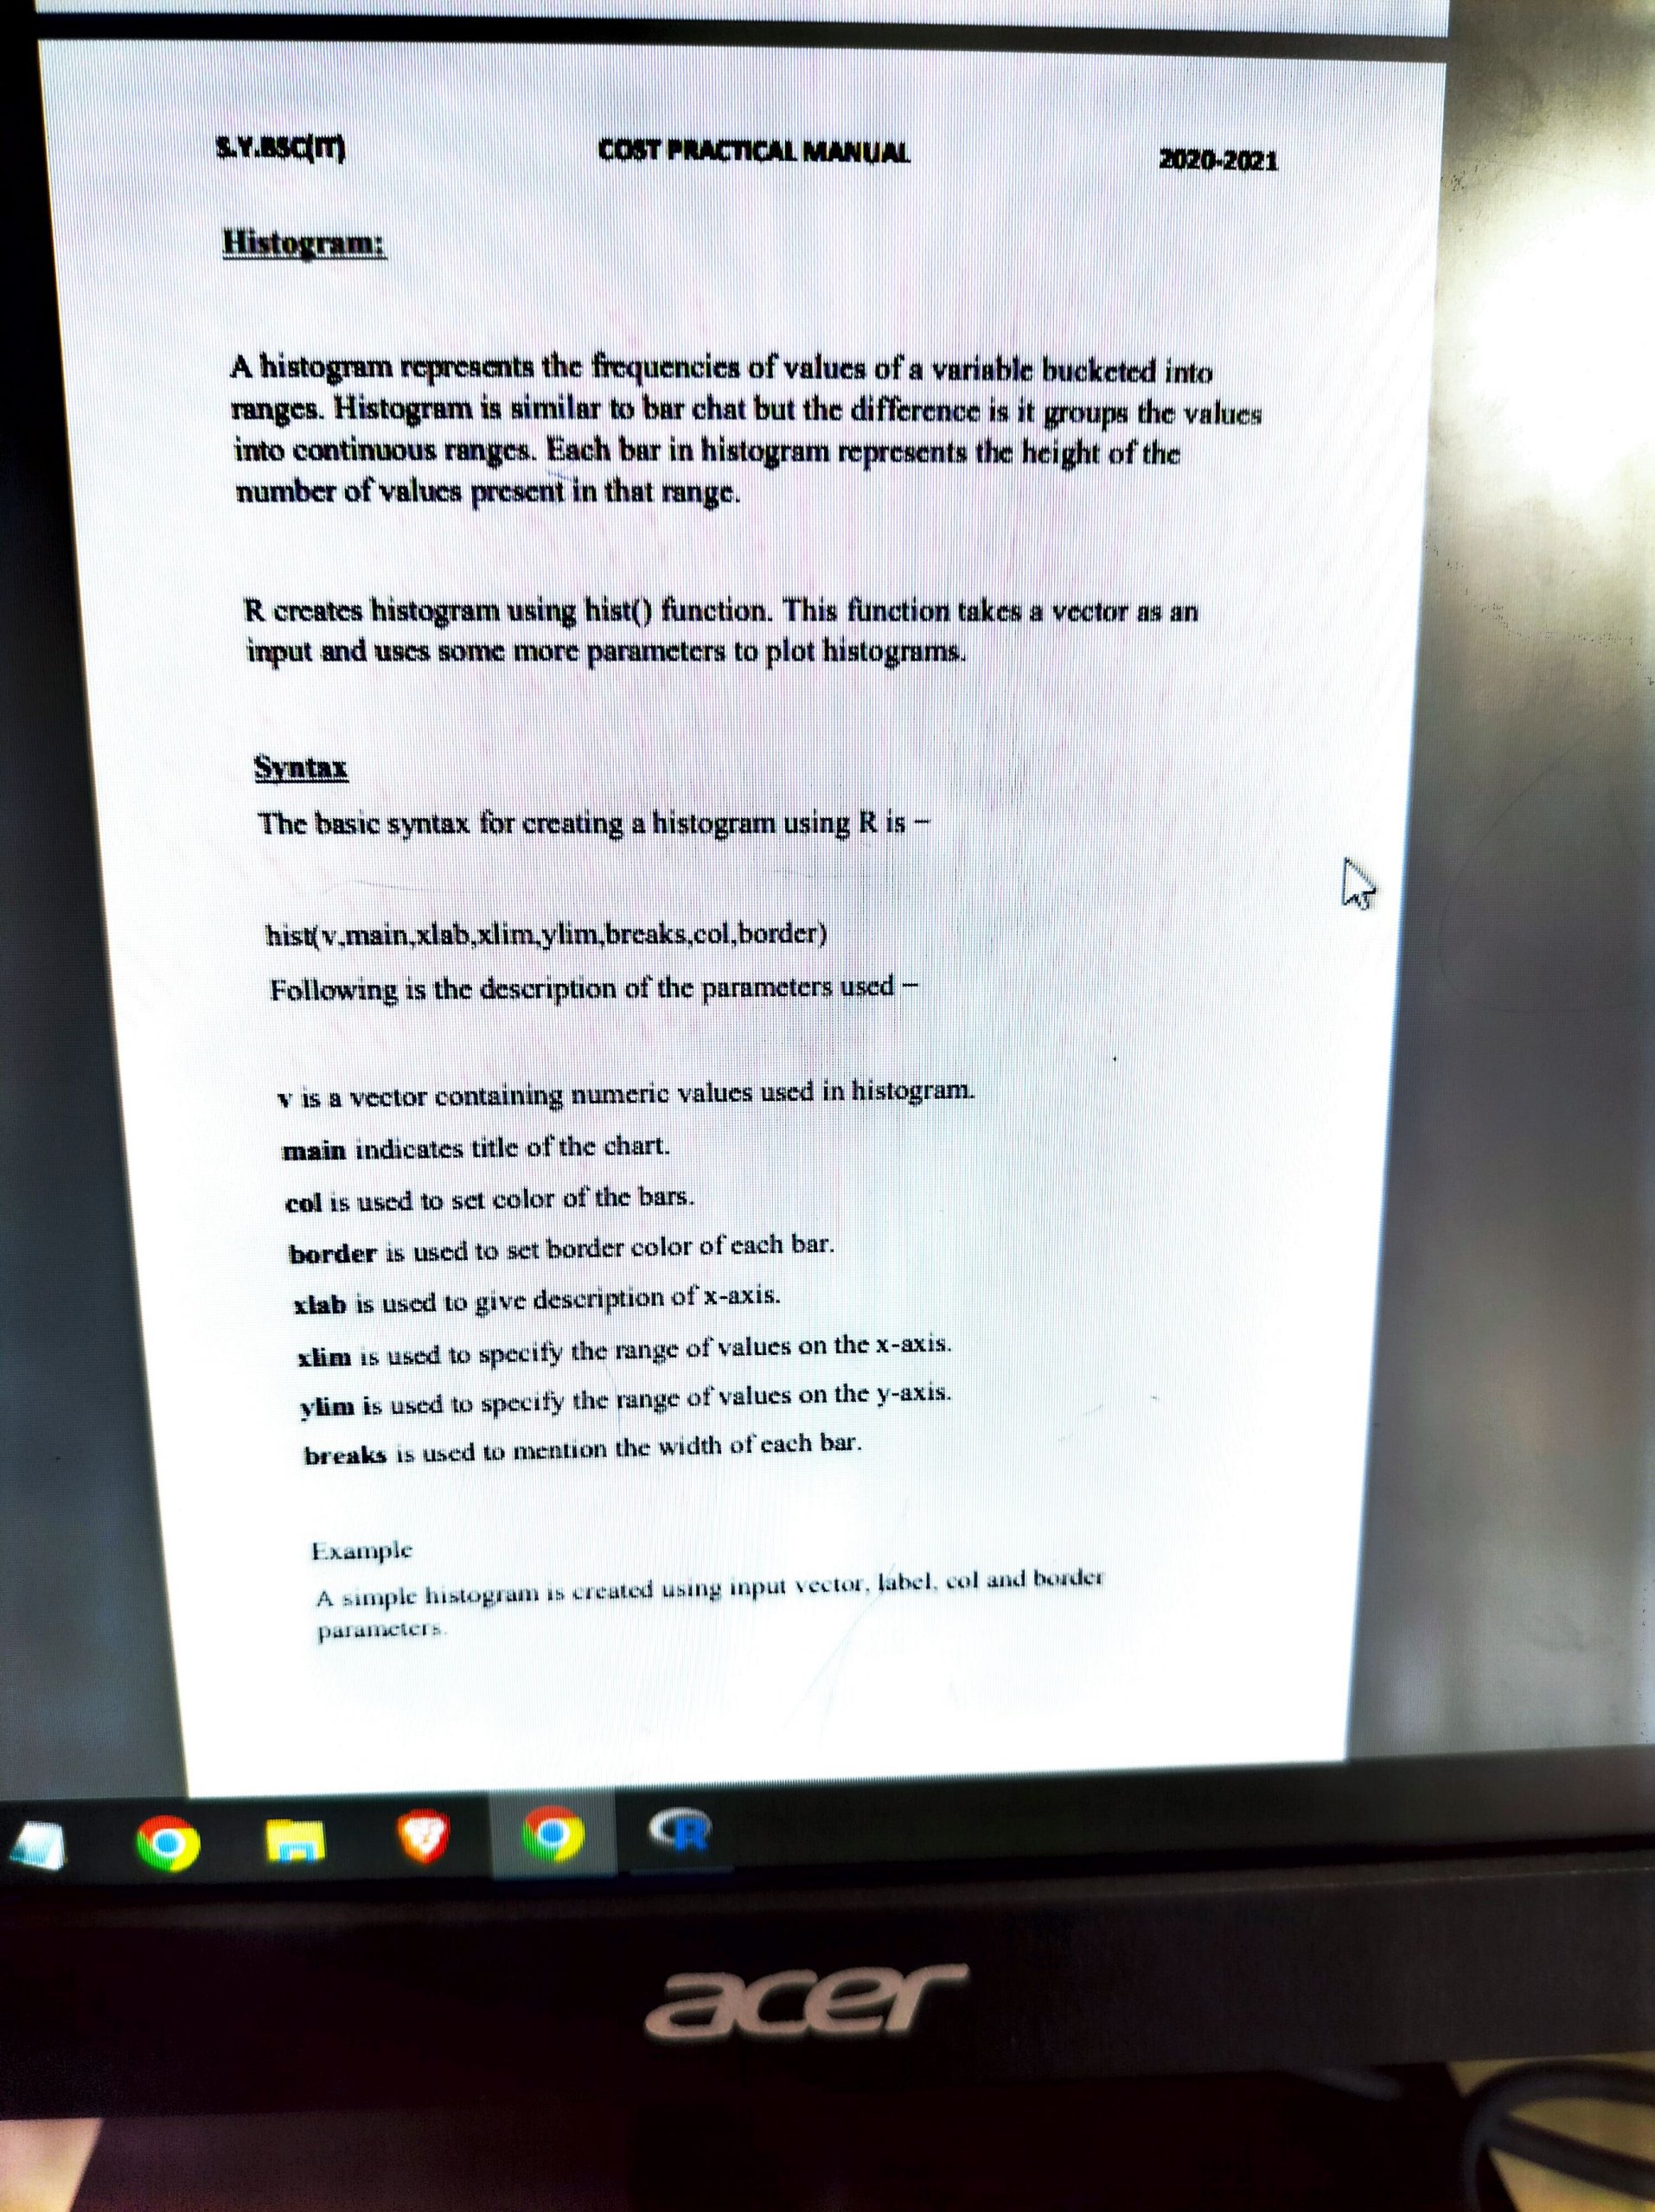 S.Y.BSC(IT) COST PRACTICAL MANUAL 2020-2021
Histogram:
A histogram represents the frequencies of values of a variable bucketed into
ranges. Histogram is similar to bar chat but the difference is it groups the values
into continuous ranges. Each bar in histogram represents the height of the
number of values present in that range.
R creates histogram using hist() function. This function takes a vector as an
input and uses some more parameters to plot histograms.
Syntax
The basic syntax for creating a histogram using R is –
hist(v,main,xlab,xlim,ylim,breaks,col,border)
Following is the description of the parameters used –
v is a vector containing numeric values used in histogram.
main indicates title of the chart.
col is used to set color of the bars.
border is used to set border color of each bar.
xlab is used to give description of x-axis.
xlim is used to specify the range of values on the x-axis.
ylim is used to specify the range of values on the y-axis.
breaks is used to mention the width of each bar.
Example
A simple histogram is created using input vector, label, col and border
parameters.
R
acer